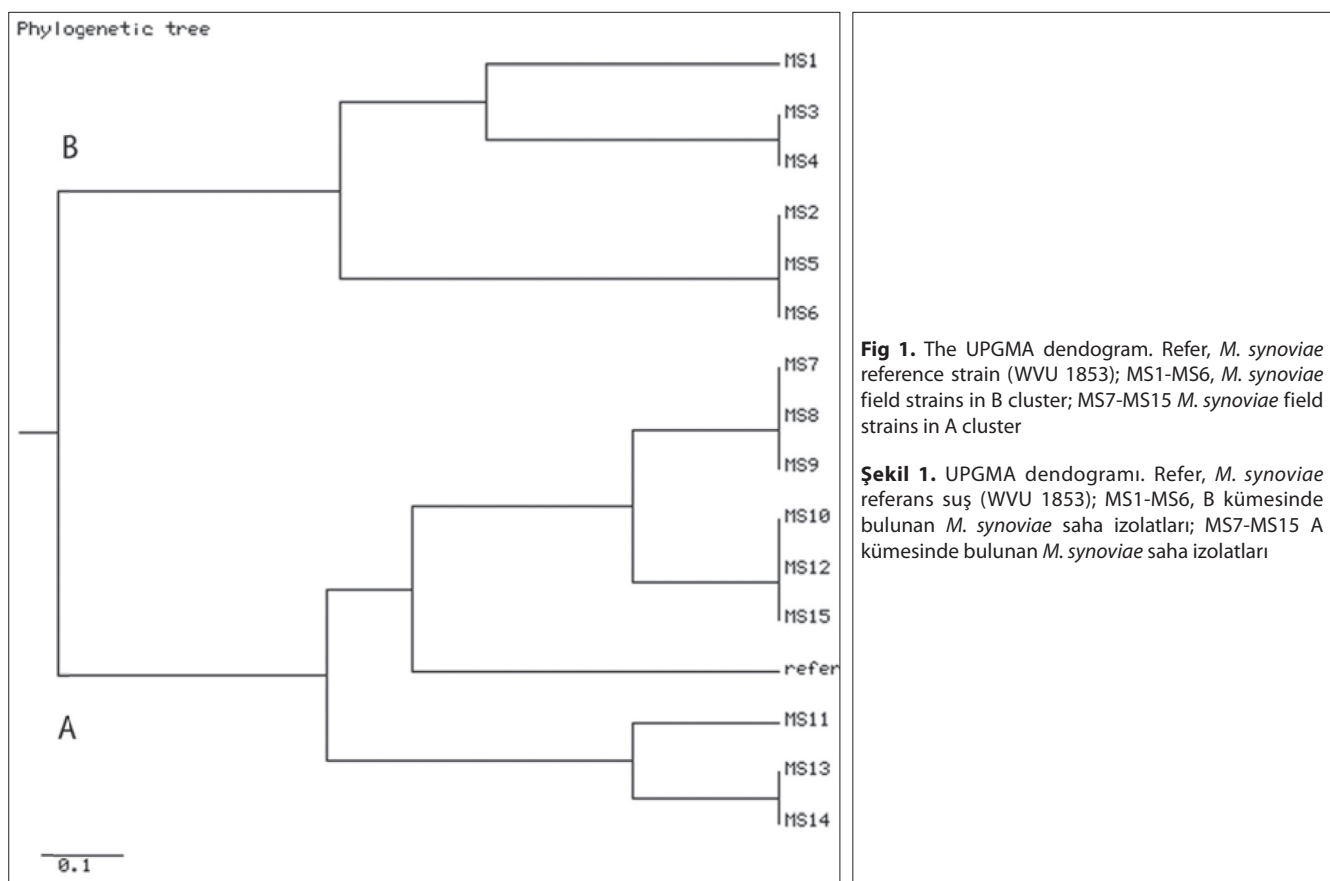 Phylogenetic tree
MS1
MS3
B
MS4
MS2
MS5
MS6
MS7
MS8
MS9
MS10
MS12
MS15
refer
MS11
A
MS13
MS14
0.1
Fig 1. The UPGMA dendogram. Refer, M. synoviae
reference strain (WVU 1853); MS1-MS6, M. synoviae
field strains in B cluster; MS7-MS15 M. synoviae field
strains in A cluster
Şekil 1. UPGMA dendogramı. Refer, M. synoviae
referans suş (WVU 1853); MS1-MS6, B kümesinde
bulunan M. synoviae saha izolatları; MS7-MS15 A
kümesinde bulunan M. synoviae saha izolatları